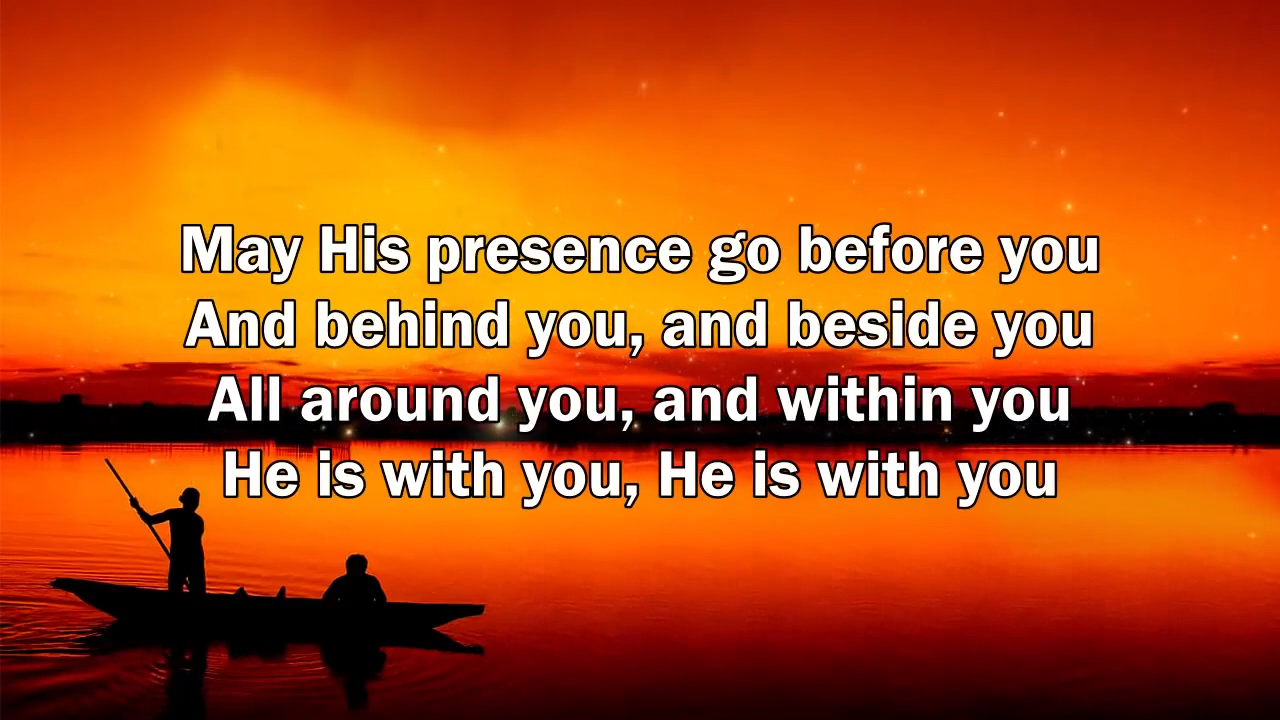 May His presence go before you
And behind you, and beside you
All around you, and within you
He is with you, He is with you